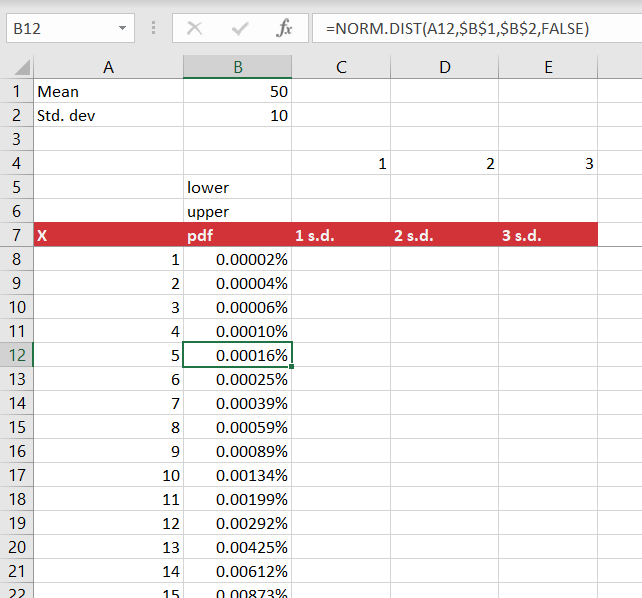 B12 fx =NORM.DIST(A12,$B$1,$B$2,FALSE)
A B C D E
1 Mean 50
2 Std. dev 10
3
4 1 2 3
5 lower
6 upper
7 X pdf 1 s.d. 2 s.d. 3 s.d.
8 1 0.00002%
9 2 0.00004%
10 3 0.00006%
11 4 0.00010%
12 5 0.00016%
13 6 0.00025%
14 7 0.00039%
15 8 0.00059%
16 9 0.00089%
17 10 0.00134%
18 11 0.00199%
19 12 0.00292%
20 13 0.00425%
21 14 0.00612%
22 15 0.00873%